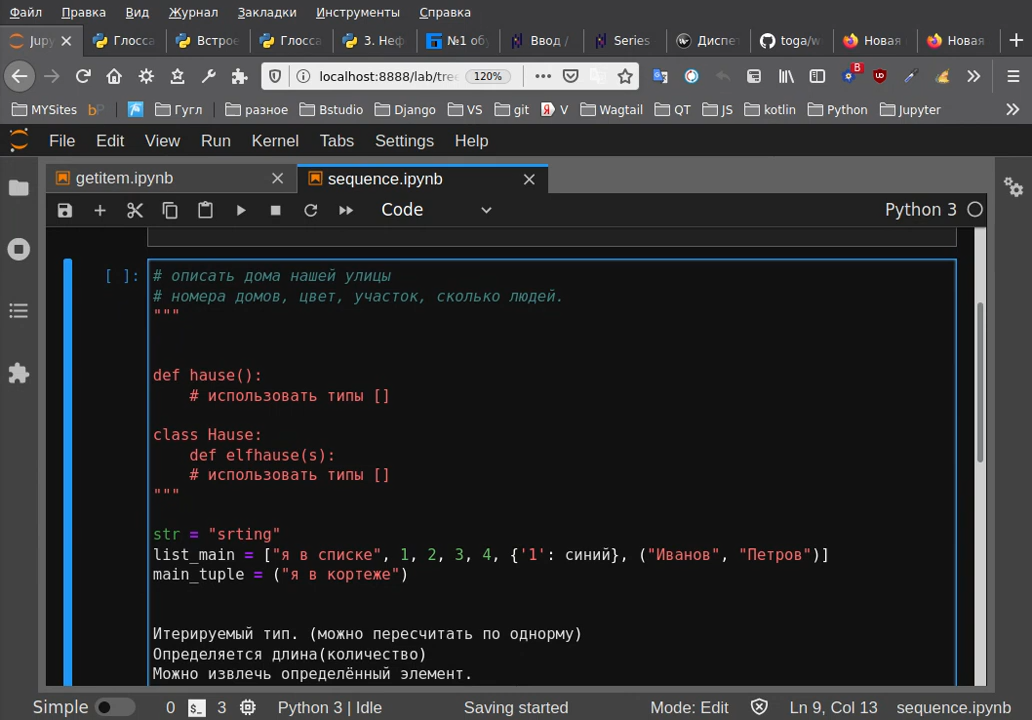 Файл Правка Вид Журнал Закладки Инструменты Справка
Jupy Глосса Встрое Глосса 3. Неф №1 обу Ввод / Series Диспет toga/w Новая Новая
localhost:8888/lab/tree 120%
MYSites bP Гугл разное Bstudio Django VS git Я V Wagtail QT JS kotlin Python Jupyter
File Edit View Run Kernel Tabs Settings Help
getitem.ipynb sequence.ipynb
Code Python 3
[ ]: # описать дома нашей улицы
# номера домов, цвет, участок, сколько людей.
"""
def hause():
# использовать типы []
class Hause:
def elfhause(s):
# использовать типы []
"""
str = "srting"
list_main = ["я в списке", 1, 2, 3, 4, {'1': синий}, ("Иванов", "Петров")]
main_tuple = ("я в кортеже")
Итерируемый тип. (можно пересчитать по однорму)
Определяется длина(количество)
Можно извлечь определённый элемент.
Simple 0 $_ 3 Python 3 | Idle Saving started Mode: Edit Ln 9, Col 13 sequence.ipynb